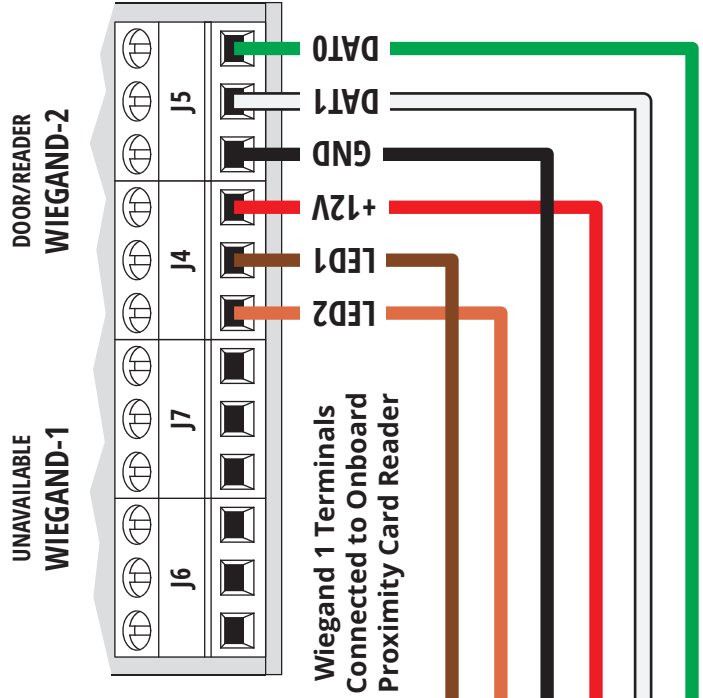 DOOR/READER
WIEGAND-2
UNAVAILABLE
WIEGAND-1
J5
J4
J7
J6
DAT0
DAT1
GND
+12V
LED1
LED2
Wiegand 1 Terminals
Connected to Onboard
Proximity Card Reader